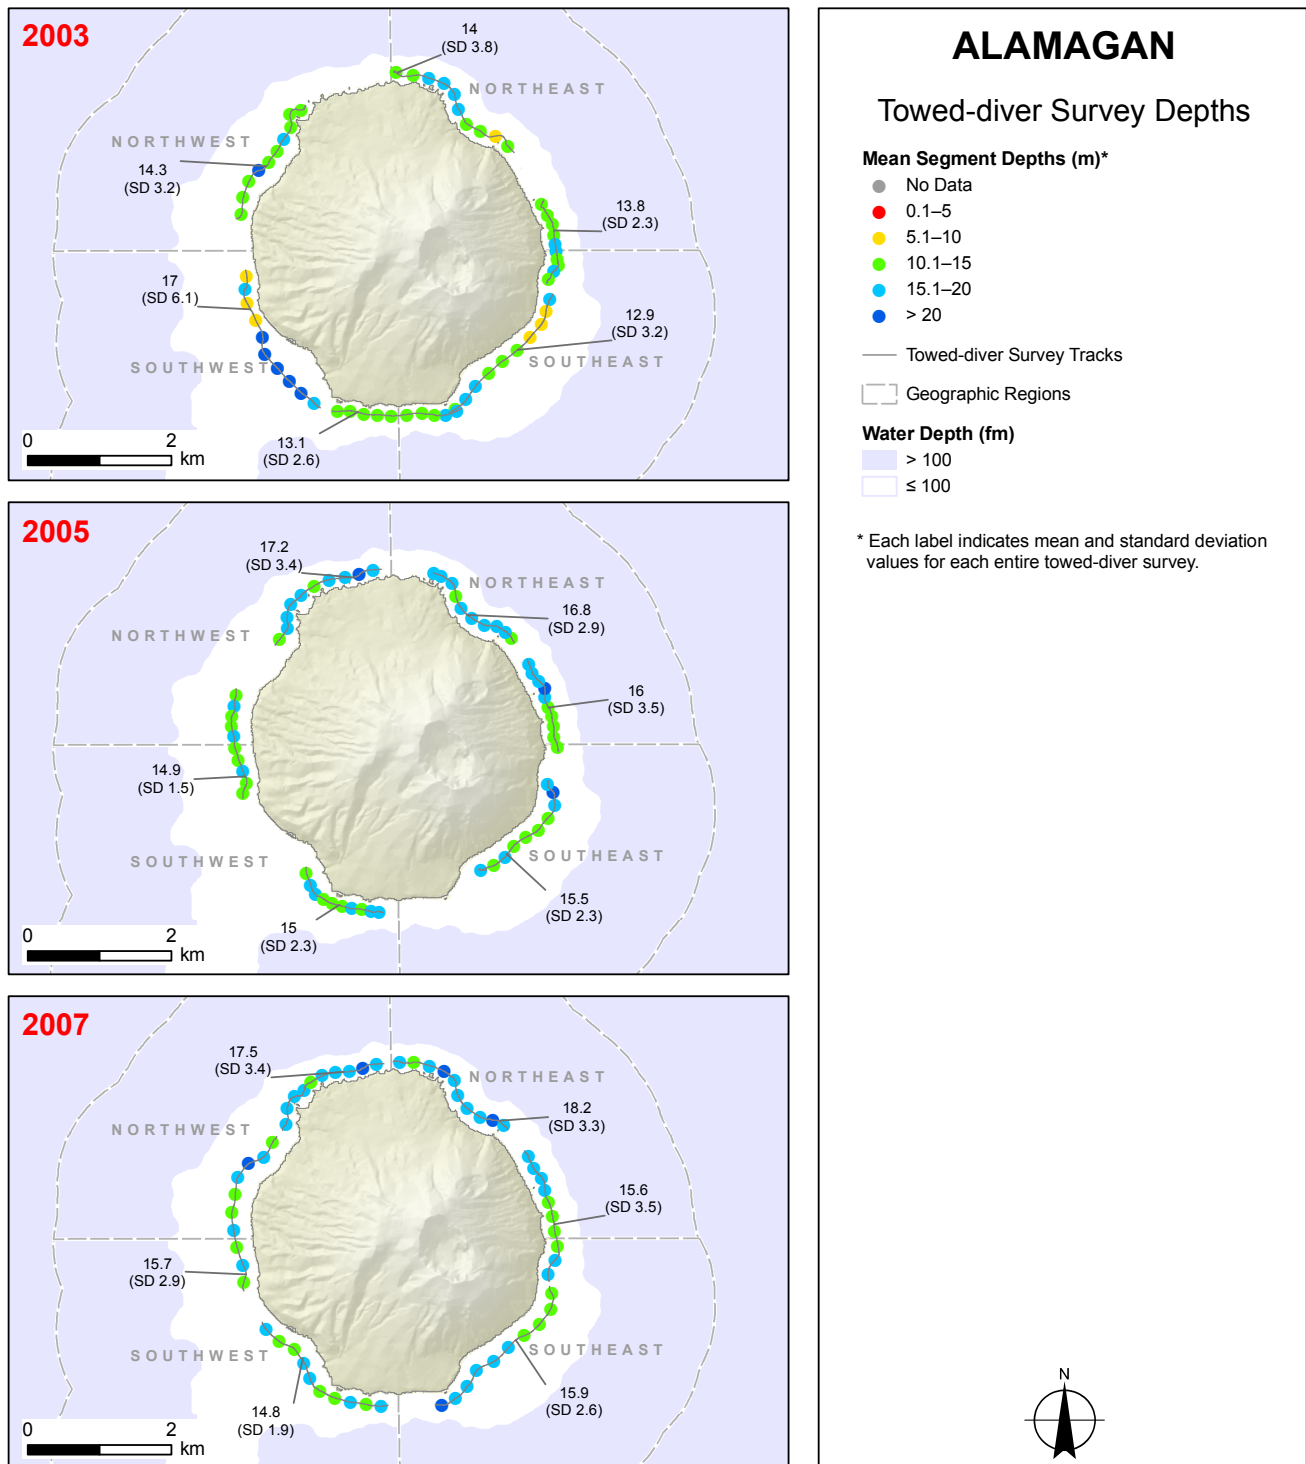 2003
14
(SD 3.8)
NORTHEAST
NORTHWEST
14.3
(SD 3.2)
13.8
(SD 2.3)
17
(SD 6.1)
12.9
(SD 3.2)
SOUTHWEST
SOUTHEAST
13.1
(SD 2.6)
0 2
km
2005
17.2
(SD 3.4)
NORTHEAST
16.8
(SD 2.9)
NORTHWEST
16
(SD 3.5)
14.9
(SD 1.5)
SOUTHWEST
SOUTHEAST
15.5
(SD 2.3)
15
(SD 2.3)
0 2
km
2007
17.5
(SD 3.4)
NORTHEAST
18.2
(SD 3.3)
NORTHWEST
15.6
(SD 3.5)
15.7
(SD 2.9)
SOUTHWEST
SOUTHEAST
15.9
(SD 2.6)
14.8
(SD 1.9)
0 2
km
ALAMAGAN
Towed-diver Survey Depths
Mean Segment Depths (m)*
No Data
0.1–5
5.1–10
10.1–15
15.1–20
> 20
Towed-diver Survey Tracks
Geographic Regions
Water Depth (fm)
> 100
≤ 100
* Each label indicates mean and standard deviation
values for each entire towed-diver survey.
N